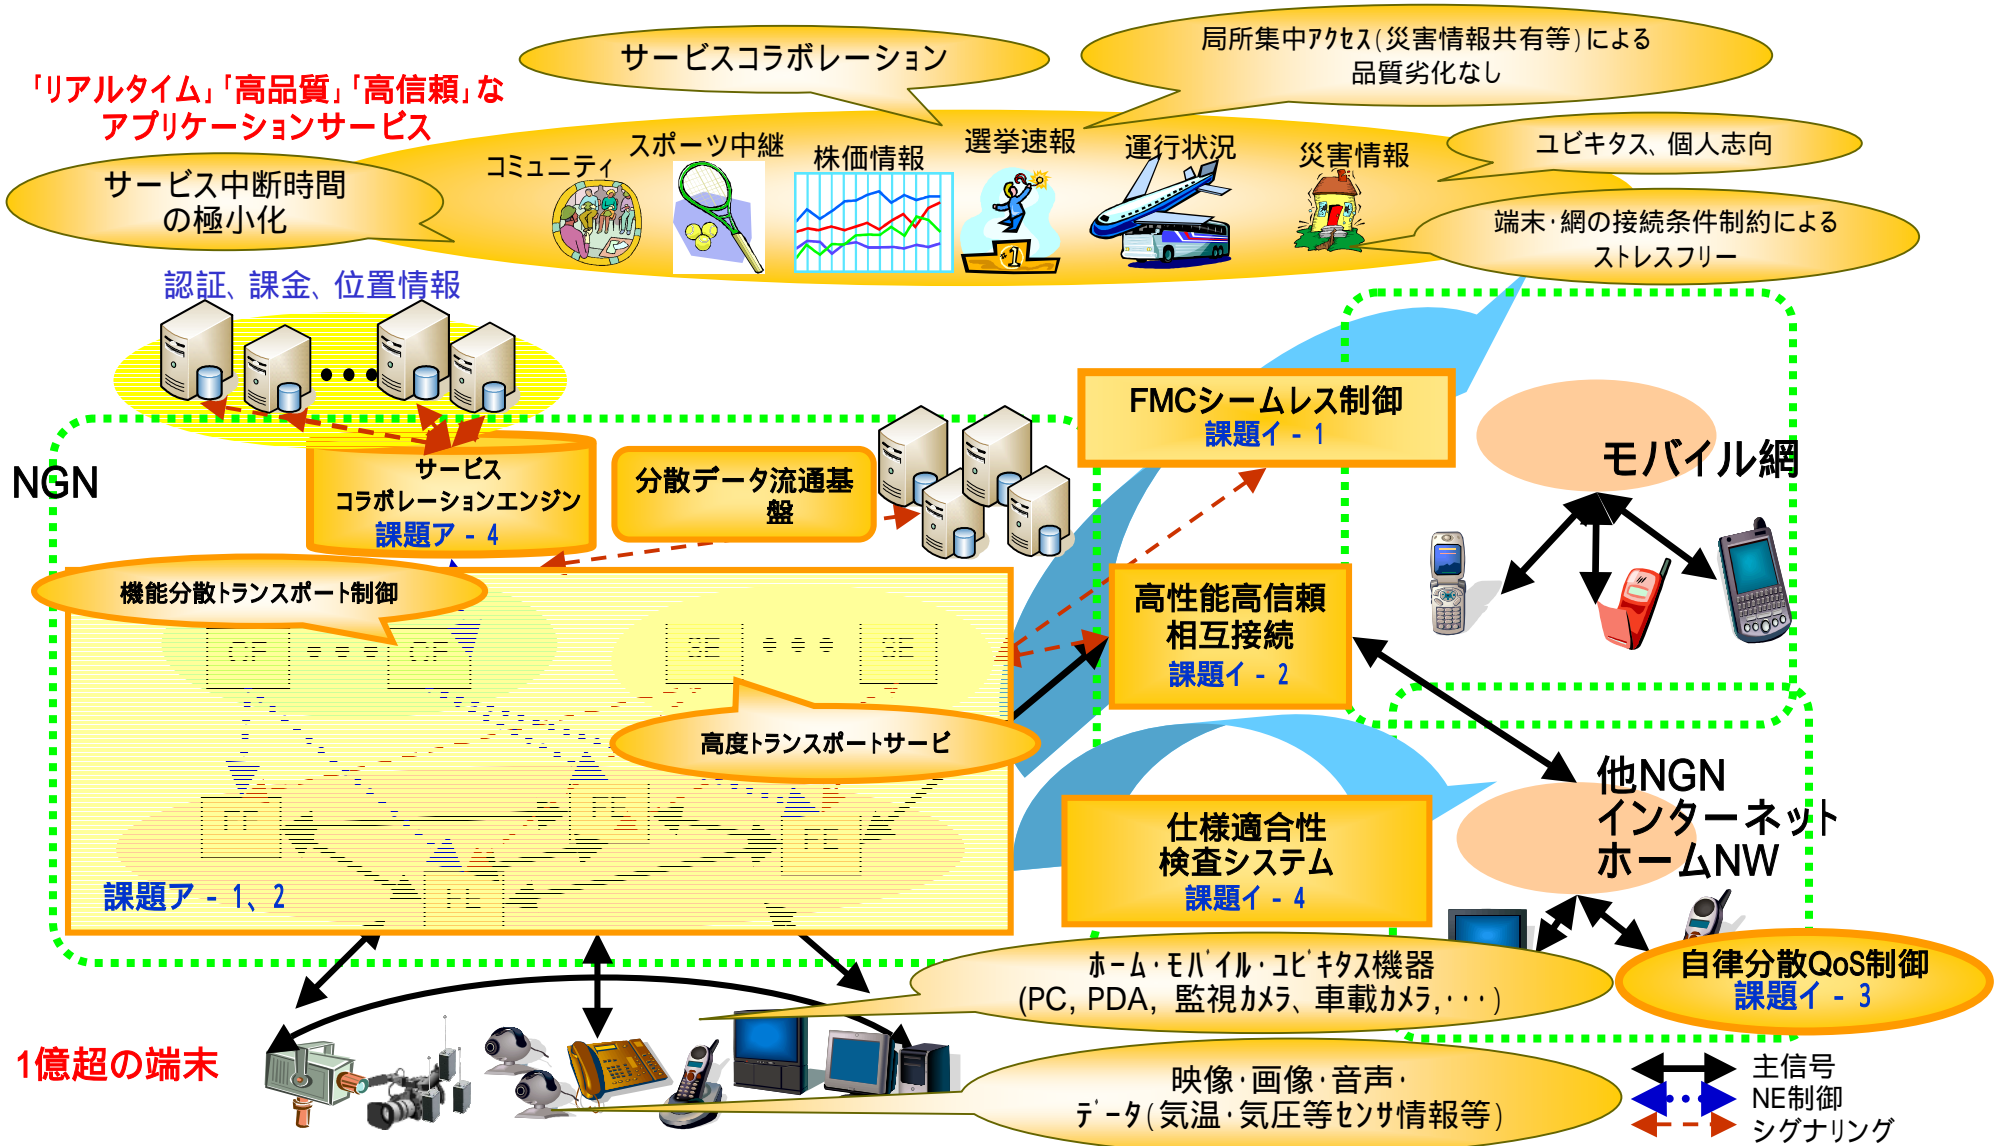 サービスコラボレーション
局所集中アクセス(災害情報共有等)による
品質劣化なし
「リアルタイム」「高品質」「高信頼」な
アプリケーションサービス
コミュニティ
スポーツ中継
株価情報
選挙速報
運行状況
災害情報
ユビキタス、個人志向
サービス中断時間
の極小化
端末・網の接続条件制約による
ストレスフリー
認証、課金、位置情報
NGN
サービス
コラボレーションエンジン
課題ア - 4
分散データ流通基
盤
FMCシームレス制御
課題イ - 1
モバイル網
機能分散トランスポート制御
CF
CF
SE
SE
高性能高信頼
相互接続
課題イ - 2
高度トランスポートサービ
他NGN
インターネット
ホームNW
仕様適合性
検査システム
課題イ - 4
課題ア - 1、2
自律分散QoS制御
課題イ - 3
ホーム・モバイル・ユビキタス機器
(PC, PDA, 監視カメラ、車載カメラ,・・・)
1億超の端末
映像・画像・音声・
データ(気温・気圧等センサ情報等)
主信号
NE制御
シグナリング